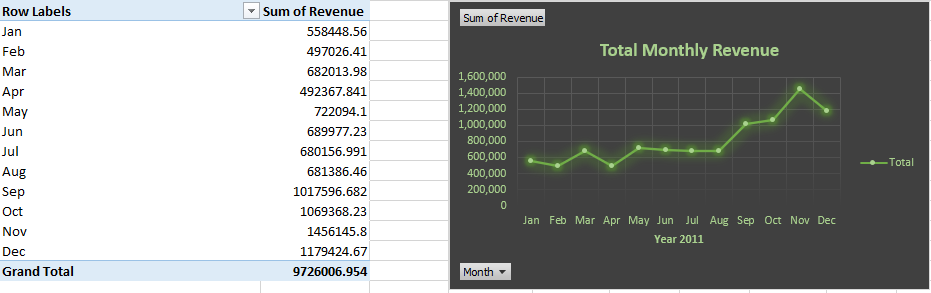 Row Labels Sum of Revenue
Jan 558448.56
Feb 497026.41
Mar 682013.98
Apr 492367.841
May 722094.1
Jun 689977.23
Jul 680156.991
Aug 681386.46
Sep 1017596.682
Oct 1069368.23
Nov 1456145.8
Dec 1179424.67
Grand Total 9726006.954
Sum of Revenue
Total Monthly Revenue
1,600,000
1,400,000
1,200,000
1,000,000
800,000
600,000
400,000
200,000
0
Jan Feb Mar Apr May Jun Jul Aug Sep Oct Nov Dec
Year 2011
Total
Month